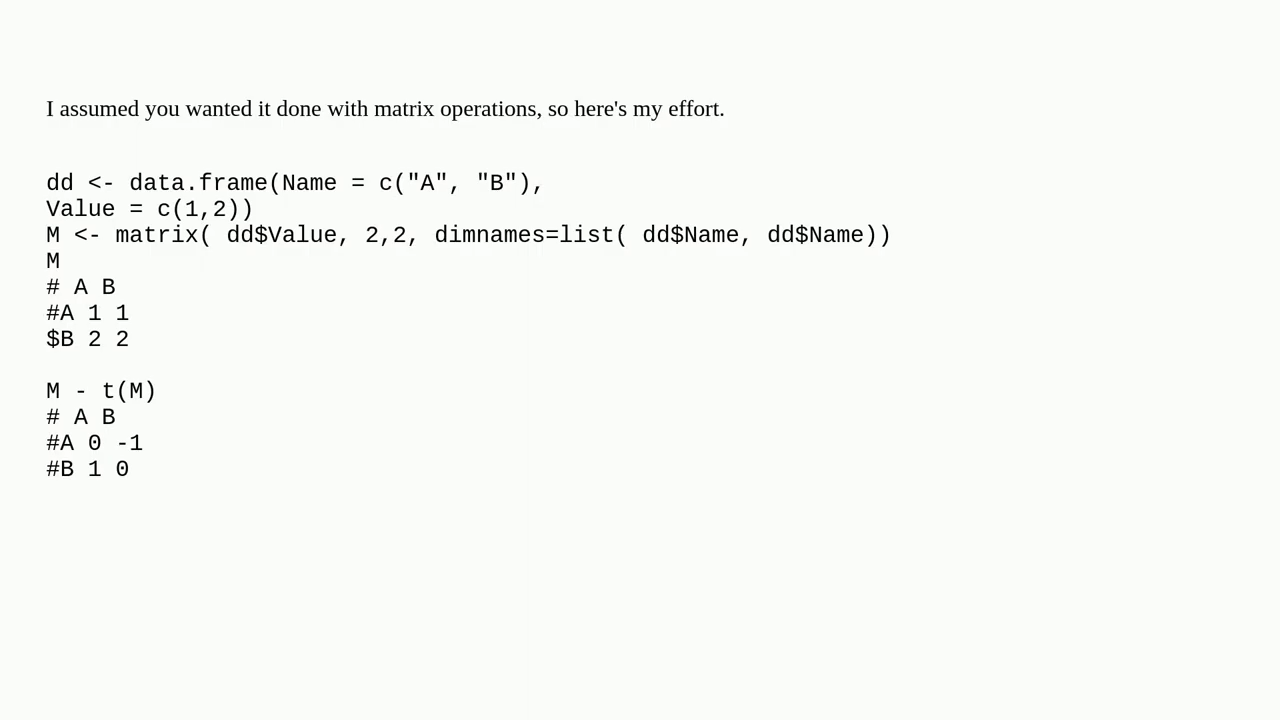 I assumed you wanted it done with matrix operations, so here's my effort.
dd <- data.frame(Name = c("A", "B"),
Value = c(1,2))
M <- matrix( dd$Value, 2,2, dimnames=list( dd$Name, dd$Name))
M
# A B
#A 1 1
$B 2 2
M - t(M)
# A B
#A 0 -1
#B 1 0